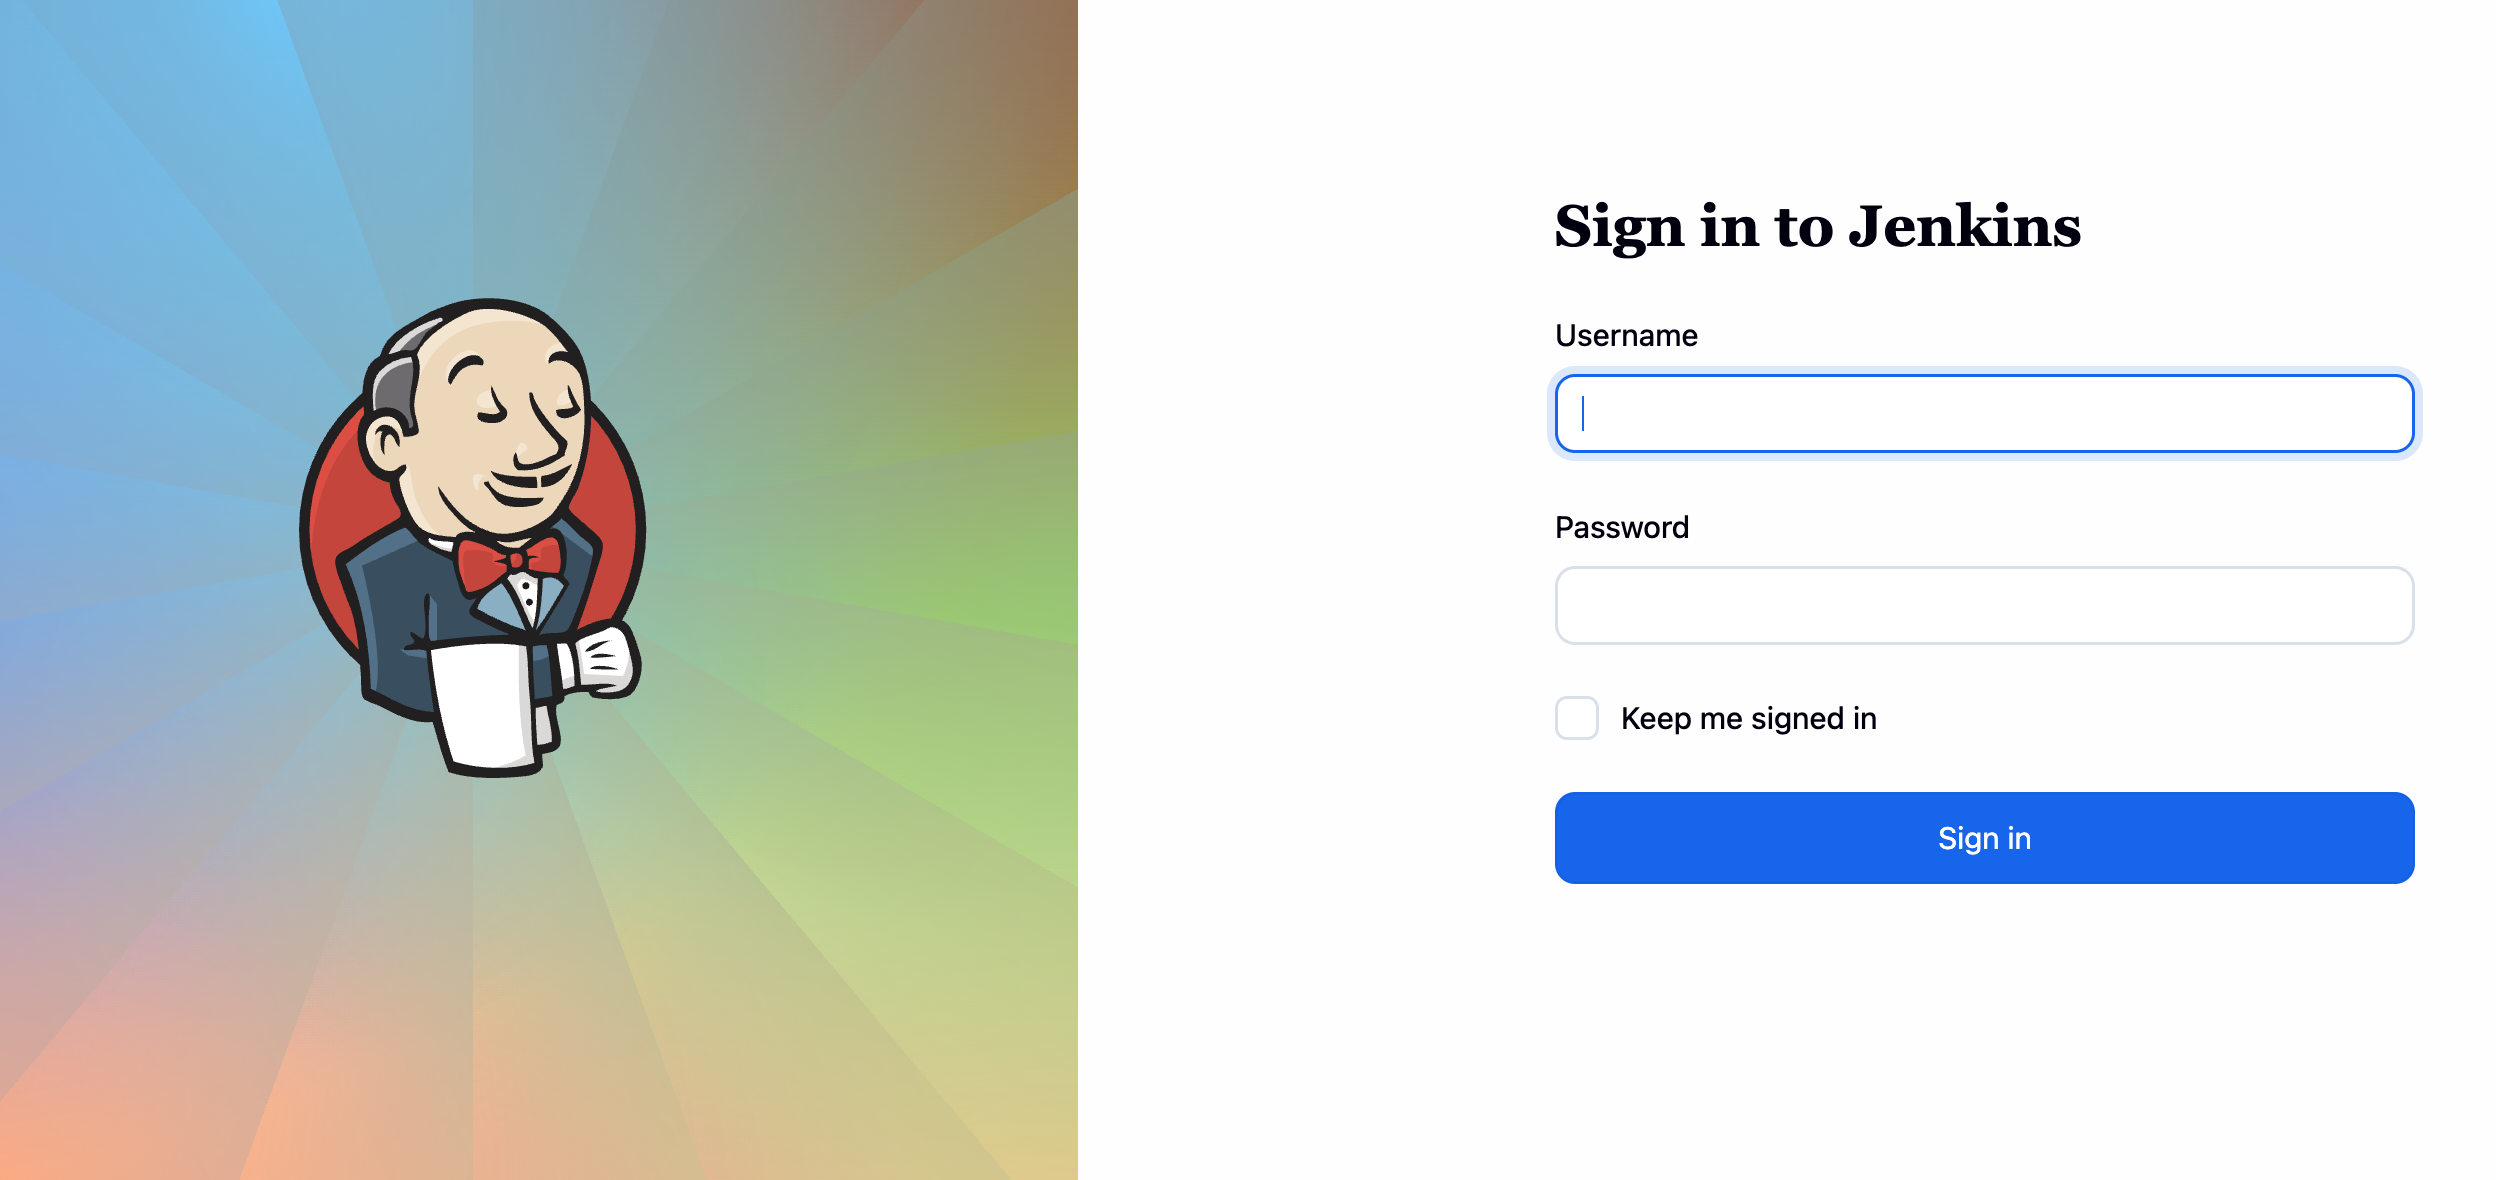 Sign in to Jenkins
Username
Password
Keep me signed in
Sign in